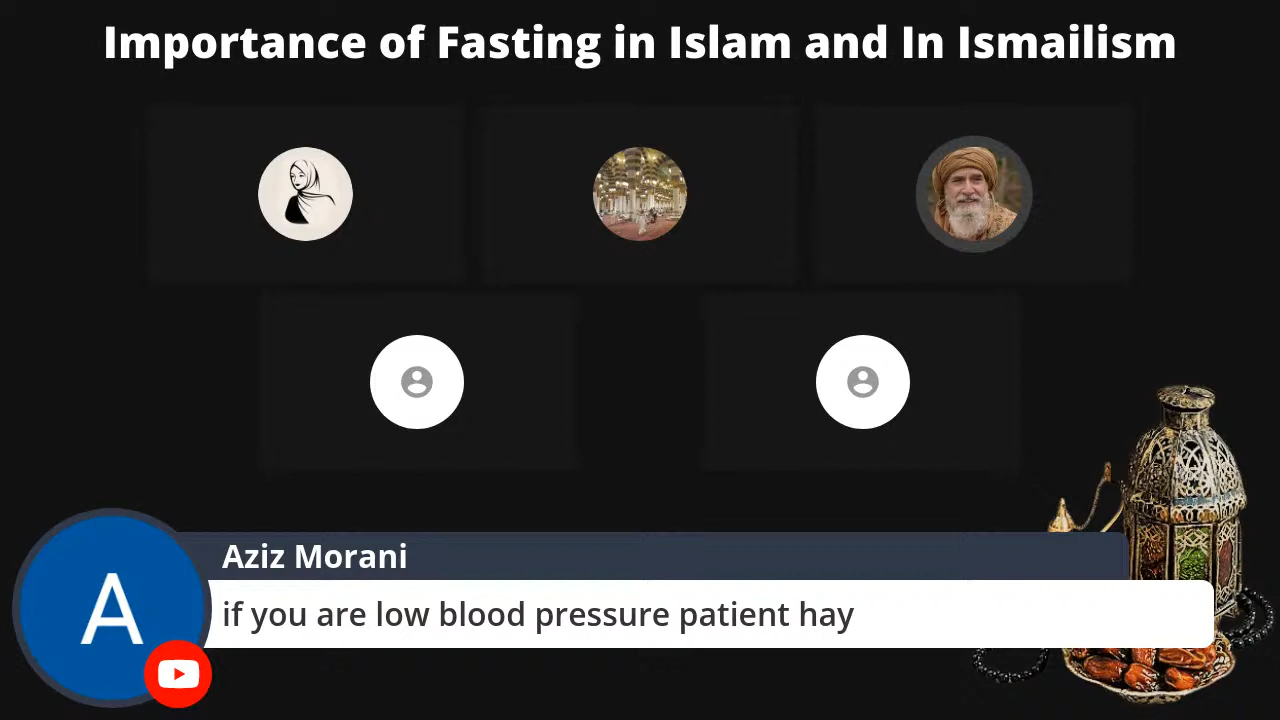 Importance of Fasting in Islam and In Ismailism
A
Aziz Morani
if you are low blood pressure patient hay